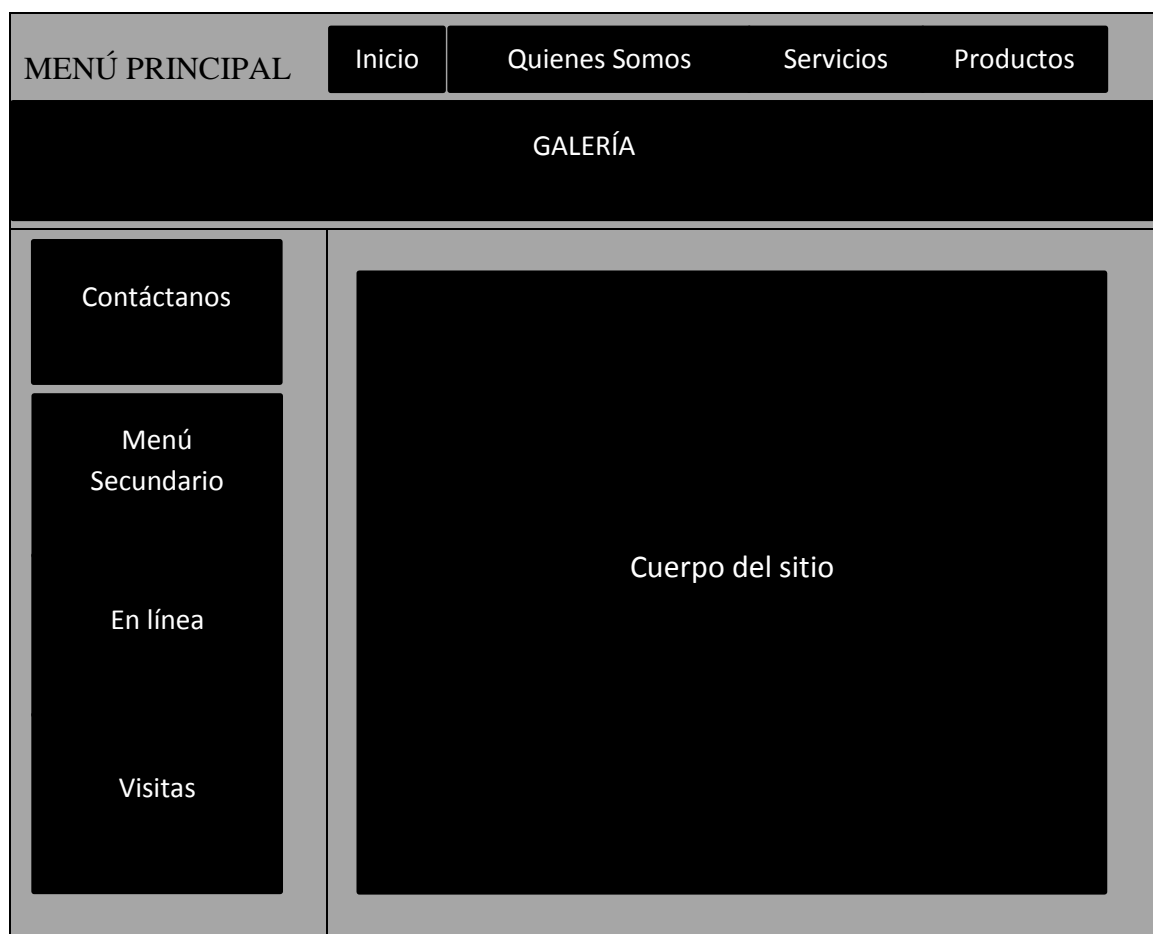 MENÚ PRINCIPAL
Inicio
Quienes Somos
Servicios
Productos
GALERÍA
Contáctanos
Menú
Secundario
En línea
Visitas
Cuerpo del sitio